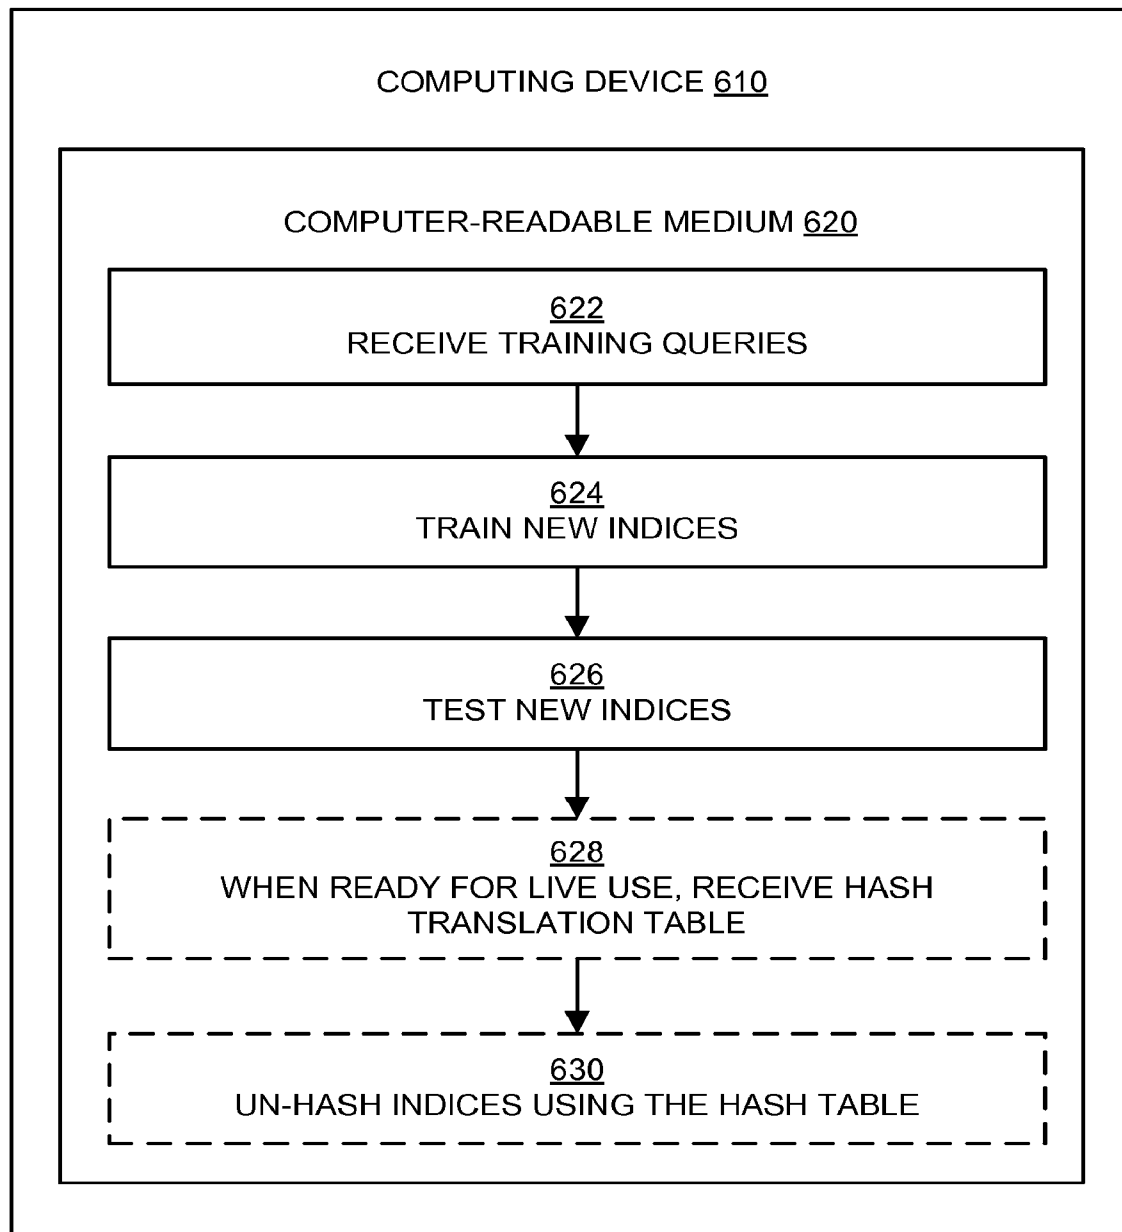 COMPUTING DEVICE 610
COMPUTER-READABLE MEDIUM 620
622
RECEIVE TRAINING QUERIES
624
TRAIN NEW INDICES
626
TEST NEW INDICES
628
WHEN READY FOR LIVE USE, RECEIVE HASH
TRANSLATION TABLE
630
UN-HASH INDICES USING THE HASH TABLE